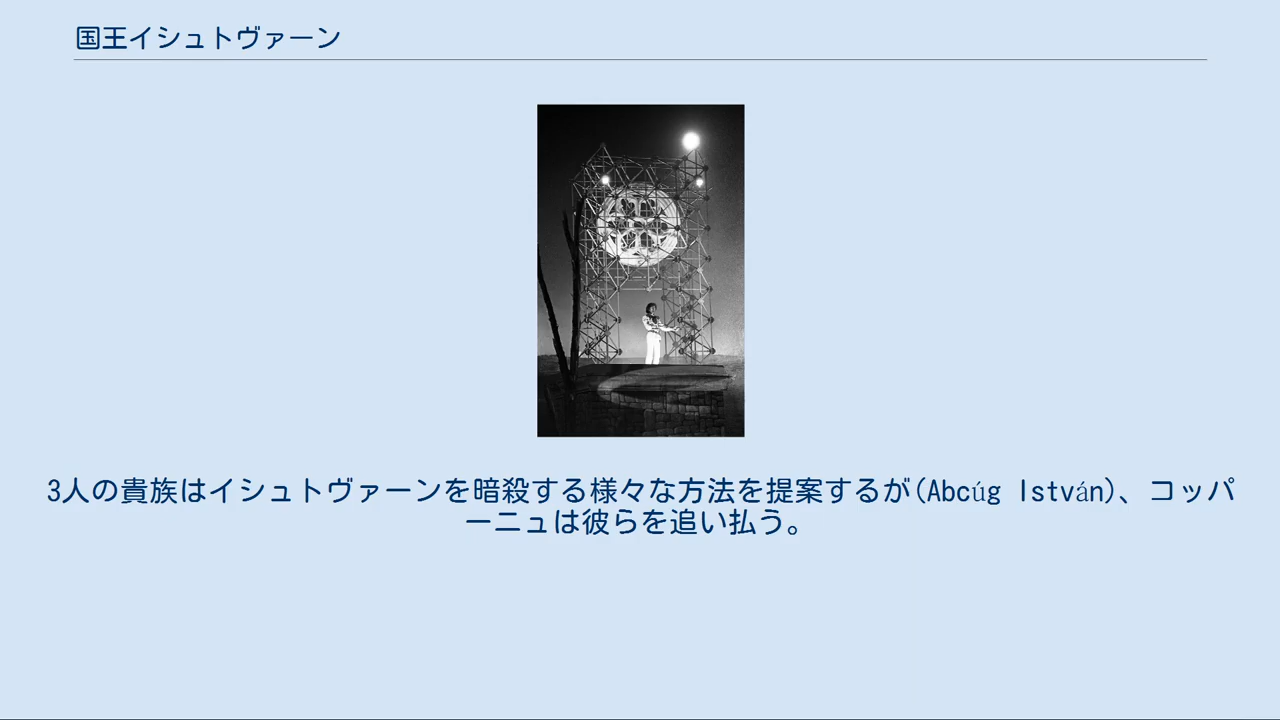 国王イシュトヴァーン
3人の貴族はイシュトヴァーンを暗殺する様々な方法を提案するが(Abcúg István)、コッパ
ーニュは彼らを追い払う。